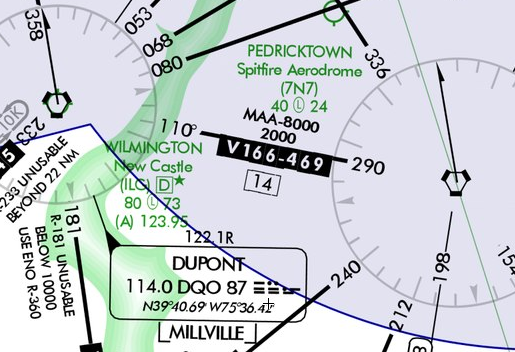 358
053
068
080
336
PEDRICKTOWN
Spitfire Aerodrome
(7N7)
40 Ⓛ 24
MAA-8000
2000
110°
V166-469
290
14
10K
233
-233 UNUSABLE
BEYOND 22 NM
WILMINGTON
New Castle
(ILG) D★
80 Ⓛ 73
(A) 123.95
181
R-181 UNUSABLE
BELOW 10000
USE ENO R-360
122.1R
DUPONT
114.0 DQO 87
N39°40.69' W75°36.42'
MILLVILLE
240
212
198
154